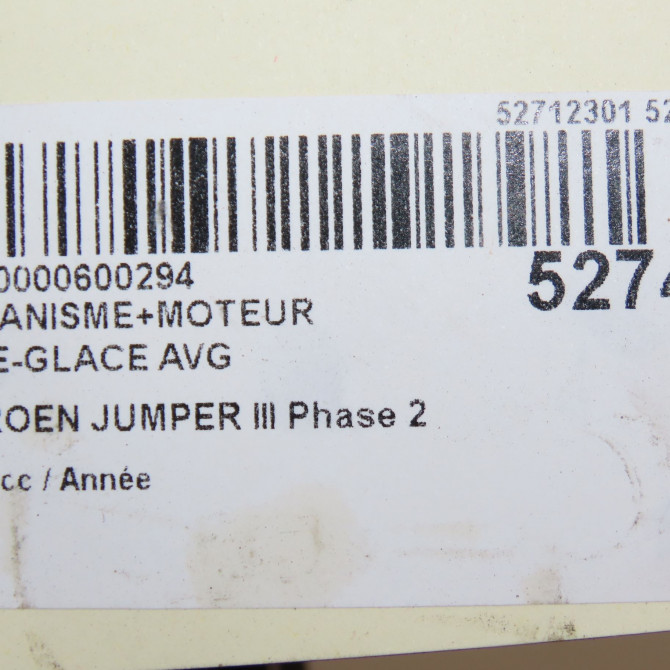 52712301 52
0000600294
5274
ANISME+MOTEUR
E-GLACE AVG
ROEN JUMPER III Phase 2
cc / Année